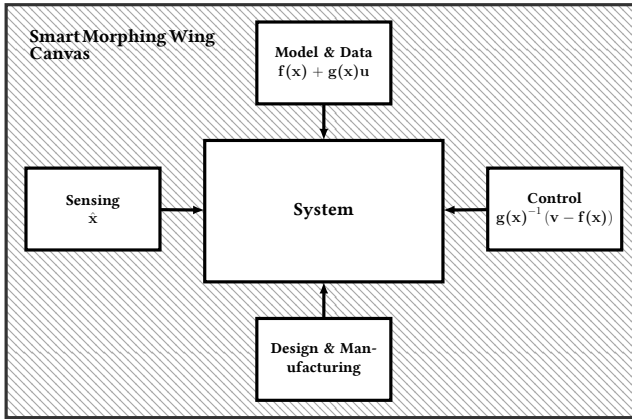 Smart Morphing Wing
Canvas
Model & Data
f(x) + g(x)u
Sensing
x̂
System
Control
g(x)⁻¹(v − f(x))
Design & Man-
ufacturing